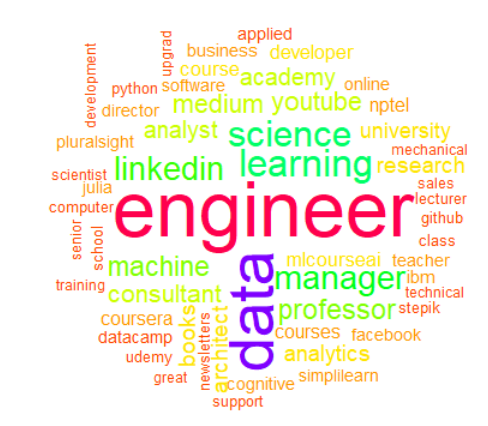 applied
upgrad
business
developer
development
course
academy
python
software
online
director
medium
youtube
nptel
pluralsight
analyst
science
university
mechanical
scientist
linkedin
learning
research
julia
sales
computer
engineer
lecturer
github
senior
school
class
machine
data
mlcourseai
teacher
manager
ibm
training
consultant
technical
professor
stepik
coursera
books
newsletters
architect
courses
facebook
datacamp
udemy
analytics
great
cognitive
simplilearn
support